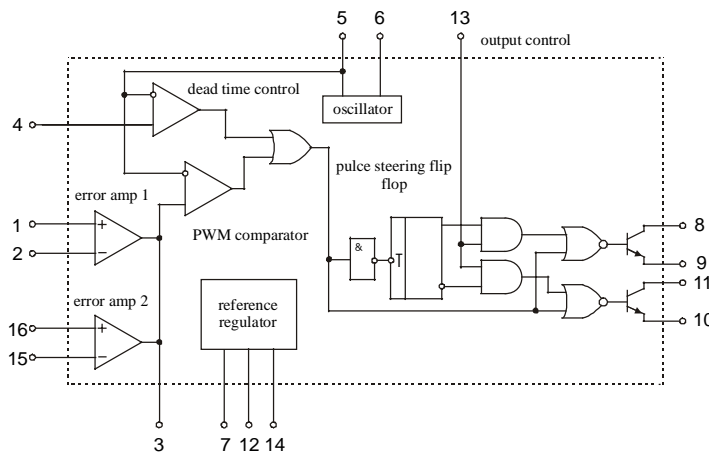 5 6 13
output control
dead time control
oscillator
4
pulce steering flip
flop
error amp 1
1
2
PWM comparator
&
T
8
9
11
10
error amp 2
16
15
+
−
+
−
reference
regulator
3 7 12 14